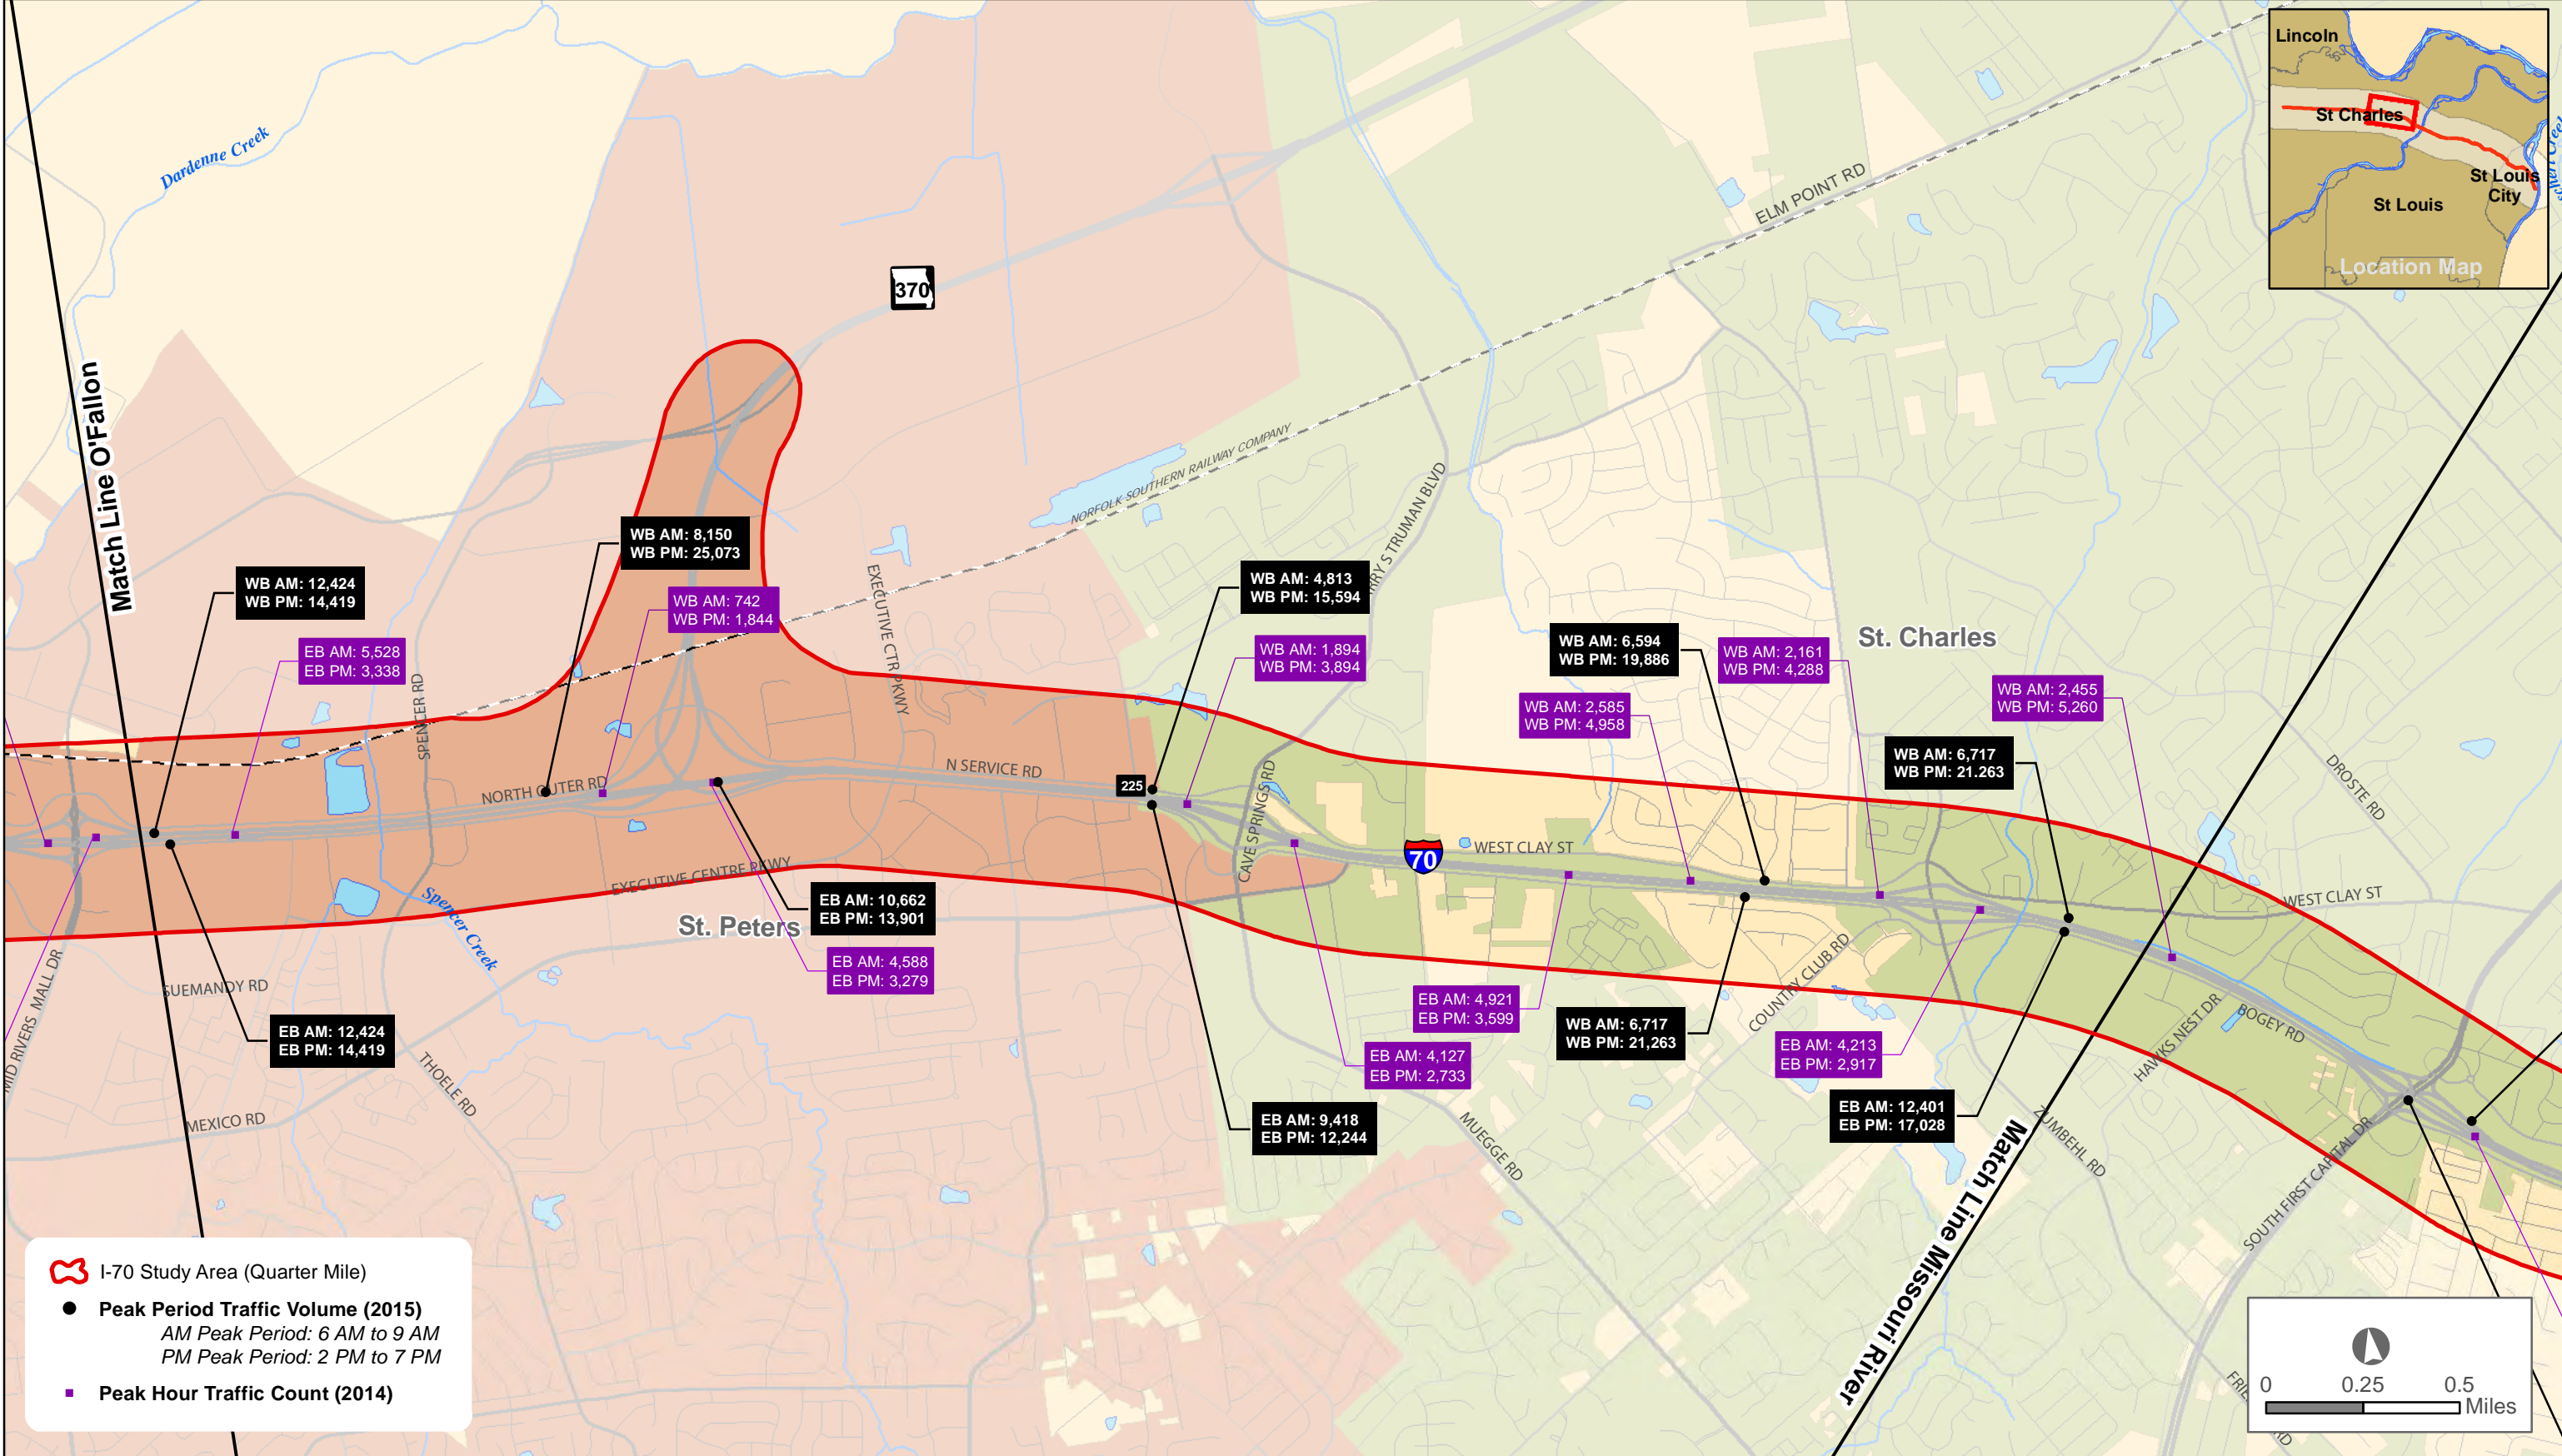 Lincoln
St Charles
St Louis
City
St Louis
Location Map
Dardenne Creek
370
ELM POINT RD
NORFOLK SOUTHERN RAILWAY COMPANY
Match Line O'Fallon
WB AM: 12,424
WB PM: 14,419
EB AM: 5,528
EB PM: 3,338
WB AM: 8,150
WB PM: 25,073
WB AM: 742
WB PM: 1,844
SPENCER RD
EXECUTIVE CTR PKWY
WB AM: 4,813
WB PM: 15,594
WB AM: 1,894
WB PM: 3,894
S TRUMAN BLVD
WB AM: 6,594
WB PM: 19,886
WB AM: 2,161
WB PM: 4,288
St. Charles
WB AM: 2,585
WB PM: 4,958
WB AM: 2,455
WB PM: 5,260
WB AM: 6,717
WB PM: 21.263
DROSTE RD
NORTH OUTER RD
N SERVICE RD
225
CAVE SPRINGS RD
70
WEST CLAY ST
WEST CLAY ST
EXECUTIVE CENTRE PKWY
St. Peters
Spencer Creek
EB AM: 10,662
EB PM: 13,901
EB AM: 4,588
EB PM: 3,279
EB AM: 4,921
EB PM: 3,599
WB AM: 6,717
WB PM: 21,263
COUNTRY CLUB RD
EB AM: 4,127
EB PM: 2,733
EB AM: 4,213
EB PM: 2,917
HAWKS NEST DR
BOGEY RD
SUEMANDY RD
MID RIVERS MALL DR
EB AM: 12,424
EB PM: 14,419
THOELE RD
MEXICO RD
EB AM: 9,418
EB PM: 12,244
MUEGGE RD
EB AM: 12,401
EB PM: 17,028
ZUMBEHL RD
SOUTH FIRST CAPITAL DR
Match Line Missouri River
I-70 Study Area (Quarter Mile)
Peak Period Traffic Volume (2015)
AM Peak Period: 6 AM to 9 AM
PM Peak Period: 2 PM to 7 PM
Peak Hour Traffic Count (2014)
0 0.25 0.5
Miles